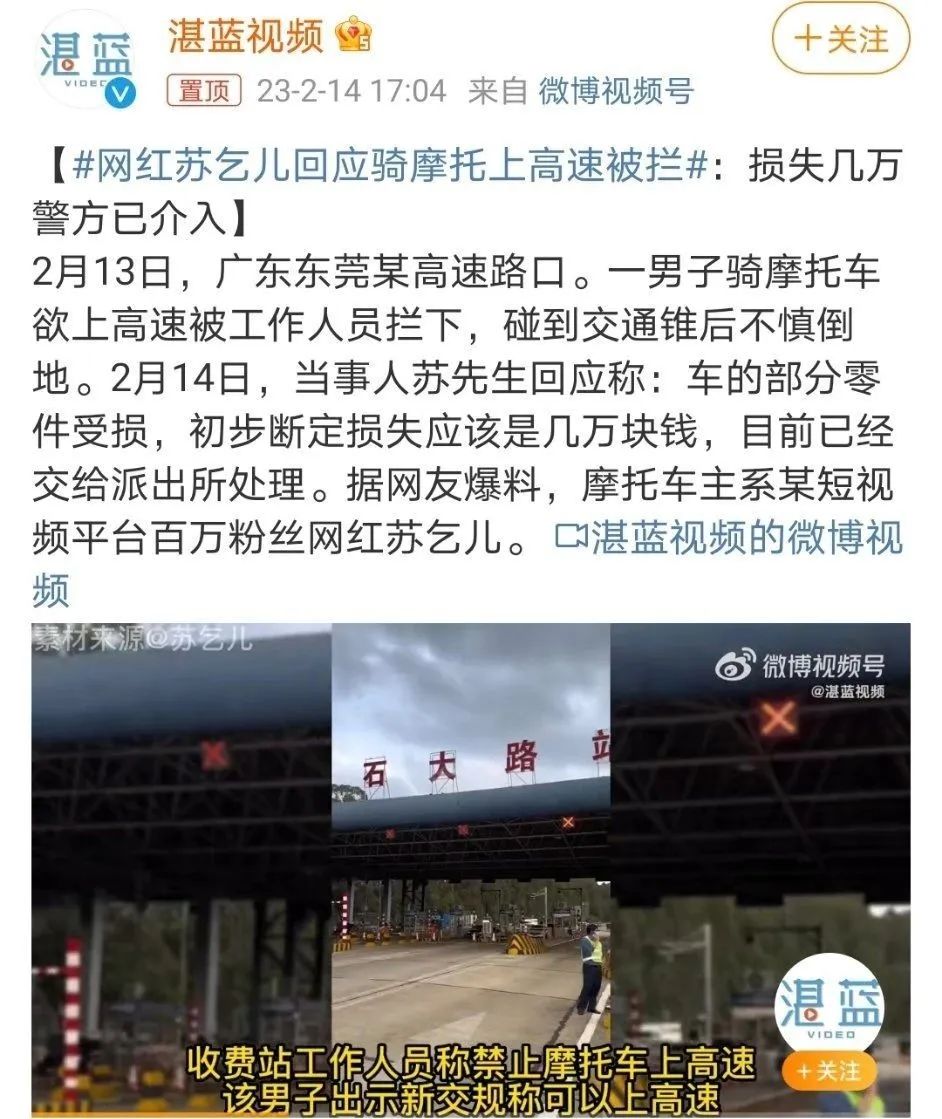 湛蓝
VIDEO
湛蓝视频
+关注
置顶 23-2-14 17:04 来自 微博视频号
【#网红苏乞儿回应骑摩托上高速被拦#：损失几万
警方已介入】
2月13日，广东东莞某高速路口。一男子骑摩托车
欲上高速被工作人员拦下，碰到交通锥后不慎倒
地。2月14日，当事人苏先生回应称：车的部分零
件受损，初步断定损失应该是几万块钱，目前已经
交给派出所处理。据网友爆料，摩托车主系某短视
频平台百万粉丝网红苏乞儿。湛蓝视频的微博视
频
素材来源@苏乞儿
微博视频号
@湛蓝视频
石大路站
湛蓝
VIDEO
+关注
收费站工作人员称禁止摩托车上高速
该男子出示新交规称可以上高速